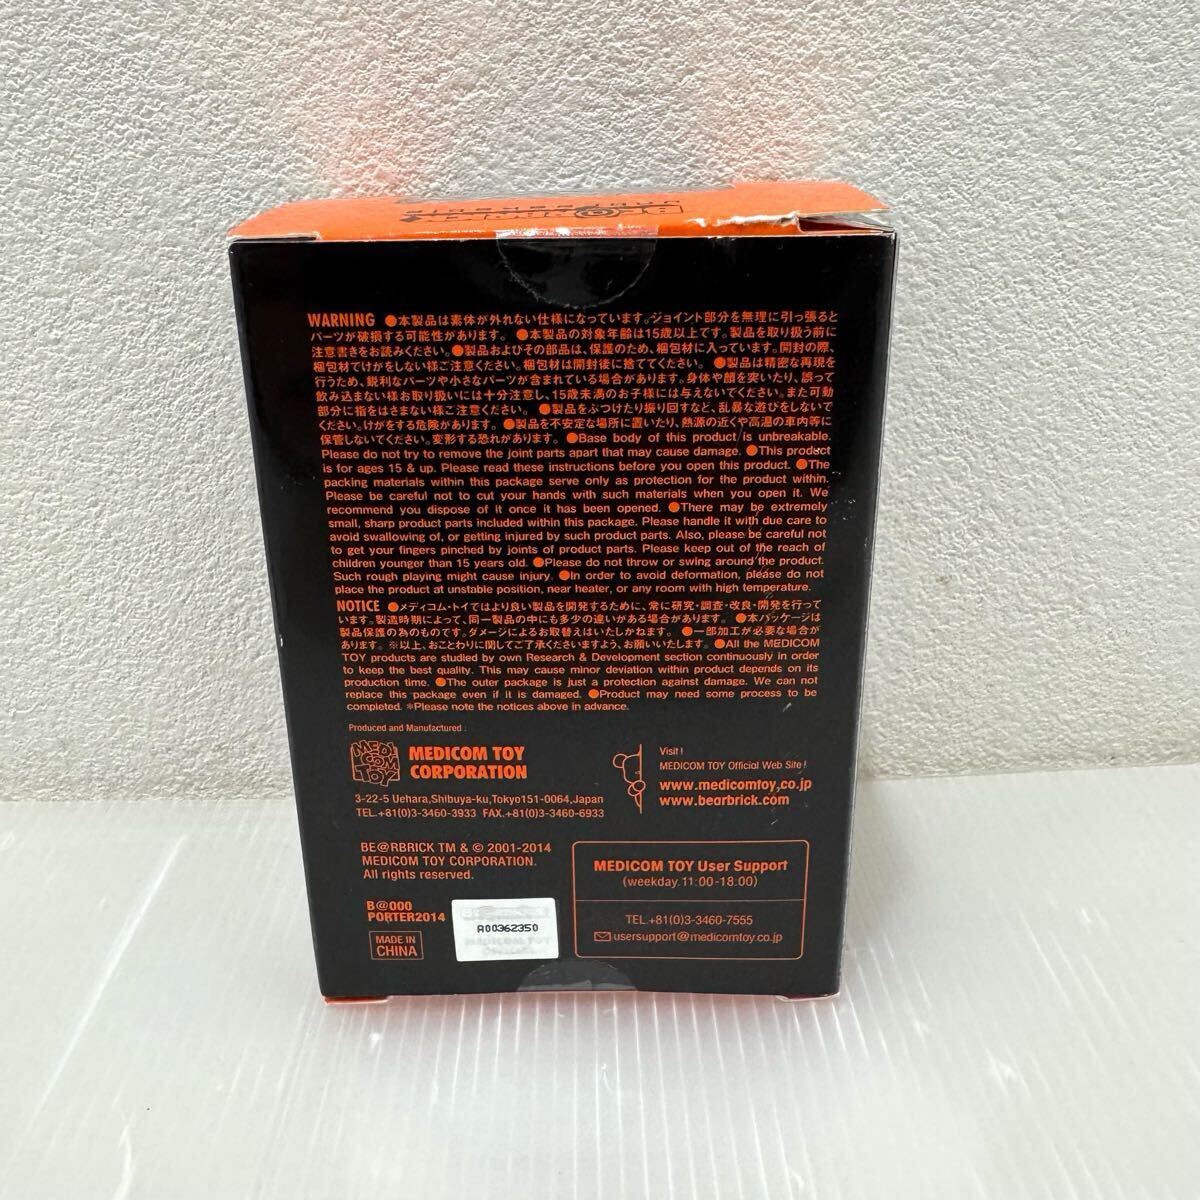 WARNING ●本製品は素体が外れない仕様になっています。ジョイント部分を無理に引っ張ると
パーツが破損する可能性があります。 ●本製品の対象年齢は15歳以上です。製品を取り扱う前に
注意書きをお読みください。●製品およびその部品は、保護のため、梱包材に入っています。開封の際、
梱包材でけがをしない様ご注意ください。梱包材は開封後に捨ててください。 ●製品は精密な再現を
行うため、鋭利なパーツや小さなパーツが含まれている場合があります。身体や顔を突いたり、誤って
飲み込まない様お取り扱いには十分注意し、15歳未満のお子様には与えないでください。また可動
部分に指をはさまない様ご注意ください。 ●製品をぶつけたり振り回すなど、乱暴な遊びをしないで
ください。けがをする危険があります。 ●製品を不安定な場所に置いたり、熱源の近くや高温の車内等に
保管しないでください。変形する恐れがあります。 ●Base body of this product is unbreakable.
Please do not try to remove the joint parts apart that may cause damage. ●This product
is for ages 15 & up. Please read these instructions before you open this product. ●The
packing materials within this package serve only as protection for the product within.
Please be careful not to cut your hands with such materials when you open it. We
recommend you dispose of it once it has been opened. ●There may be extremely
small, sharp product parts included within this package. Please handle it with due care to
avoid swallowing of, or getting injured by such product parts. Also, please be careful not
to get your fingers pinched by joints of product parts. Please keep out of the reach of
children younger than 15 years old. ●Please do not throw or swing around the product.
Such rough playing might cause injury. ●In order to avoid deformation, please do not
place the product at unstable position, near heater, or any room with high temperature.
NOTICE ●メディコム・トイではより良い製品を開発するために、常に研究・調査・改良・開発を行って
います。製造時期によって、同一製品の中にも多少の違いがある場合があります。 ●本パッケージは
製品保護の為のものです。ダメージによるお取替えはいたしかねます。 ●一部加工が必要な場合が
あります。※以上、おことわりに関してご了承くださいますよう、お願いいたします。●All the MEDICOM
TOY products are studied by own Research & Development section continuously in order
to keep the best quality. This may cause minor deviation within product depends on its
production time. ●The outer package is just a protection against damage. We can not
replace this package even if it is damaged. ●Product may need some process to be
completed. *Please note the notices above in advance.
Produced and Manufactured :
MEDICOM TOY
MEDICOM TOY
CORPORATION
3-22-5 Uehara,Shibuya-ku,Tokyo151-0064,Japan
TEL.+81(0)3-3460-3933 FAX.+81(0)3-3460-6933
Visit !
MEDICOM TOY Official Web Site !
www.medicomtoy.co.jp
www.bearbrick.com
BE@RBRICK TM & © 2001-2014
MEDICOM TOY CORPORATION.
All rights reserved.
B@000
PORTER2014
MADE IN
CHINA
A00362350
MEDICOM TOY
MEDICOM TOY User Support
(weekday.11:00-18:00)
TEL.+81(0)3-3460-7555
usersupport@medicomtoy.co.jp